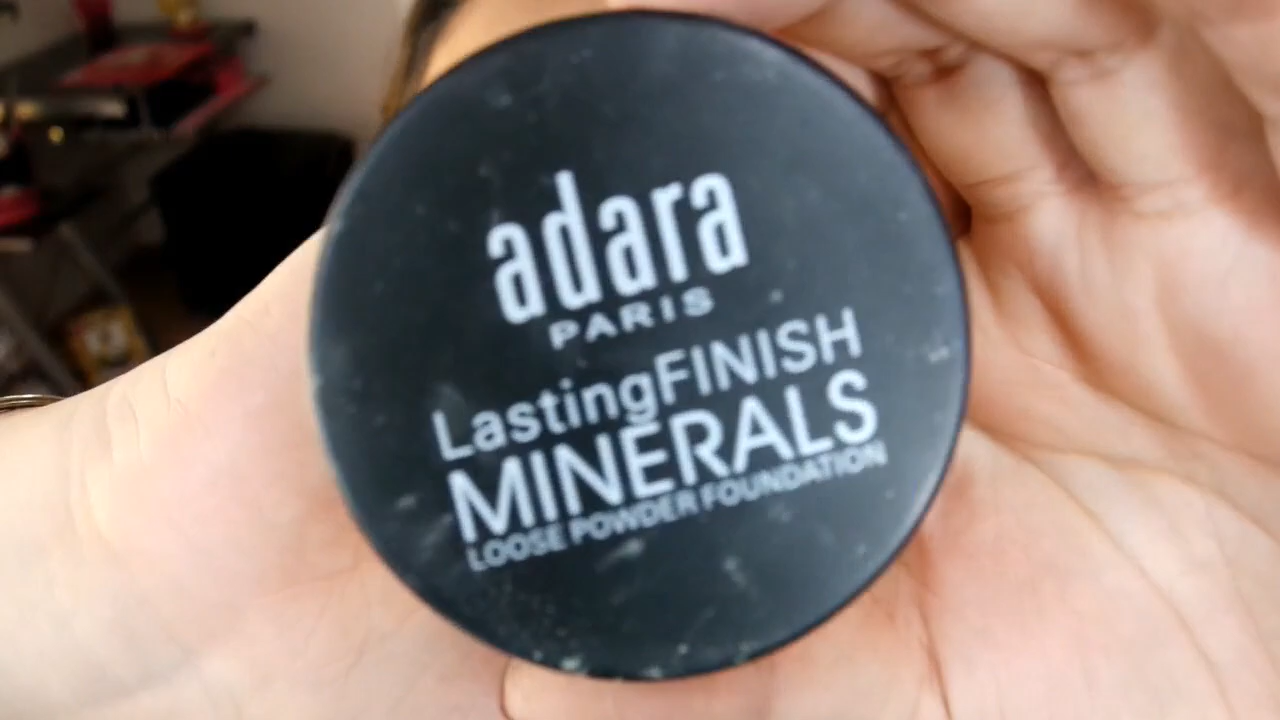 adara
PARIS
LastingFINISH
MINERALS
LOOSE POWDER FOUNDATION